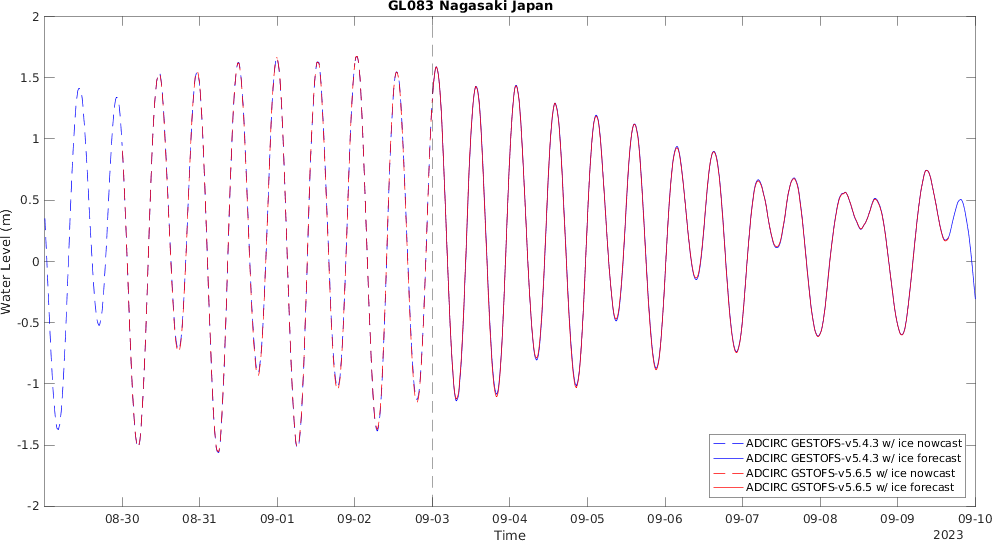 GL083 Nagasaki Japan
2
1.5
1
0.5
0
-0.5
-1
-1.5
-2
Water Level (m)
ADCIRC GESTOFS-v5.4.3 w/ ice nowcast
ADCIRC GESTOFS-v5.4.3 w/ ice forecast
ADCIRC GSTOFS-v5.6.5 w/ ice nowcast
ADCIRC GSTOFS-v5.6.5 w/ ice forecast
08-30 08-31 09-01 09-02 09-03 09-04 09-05 09-06 09-07 09-08 09-09 09-10
Time
2023